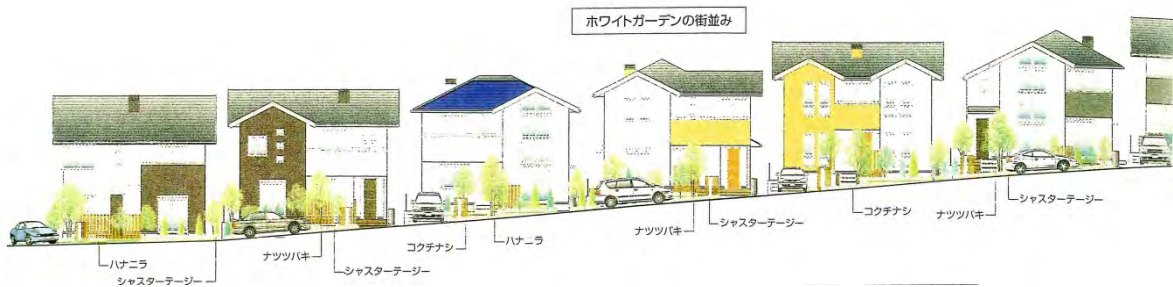 ホワイトガーデンの街並み
ハナニラ
シャスターテージー
ナツツバキ
シャスターテージー
コクチナシ
ハナニラ
ナツツバキ
シャスターテージー
コクチナシ
ナツツバキ
シャスターテージー